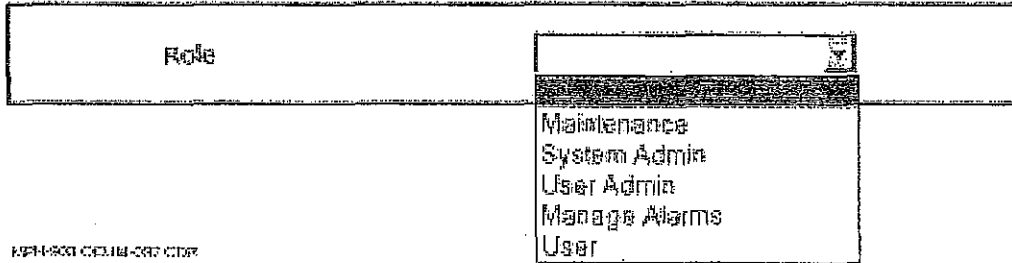 Role
Maintenance
System Admin
User Admin
Manage Alarms
User